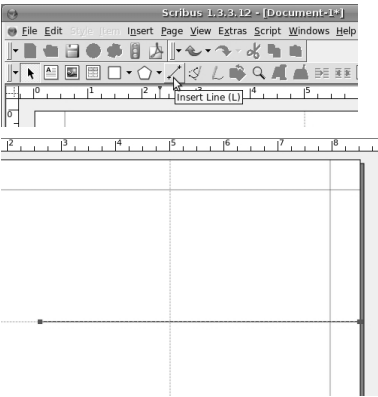 Scribus 1.3.3.12 - [Document-1*]
File Edit Style Item Insert Page View Extras Script Windows Help
0 1 2 3 4 5
Insert Line (L)
0
2 3 4 5 6 7 8